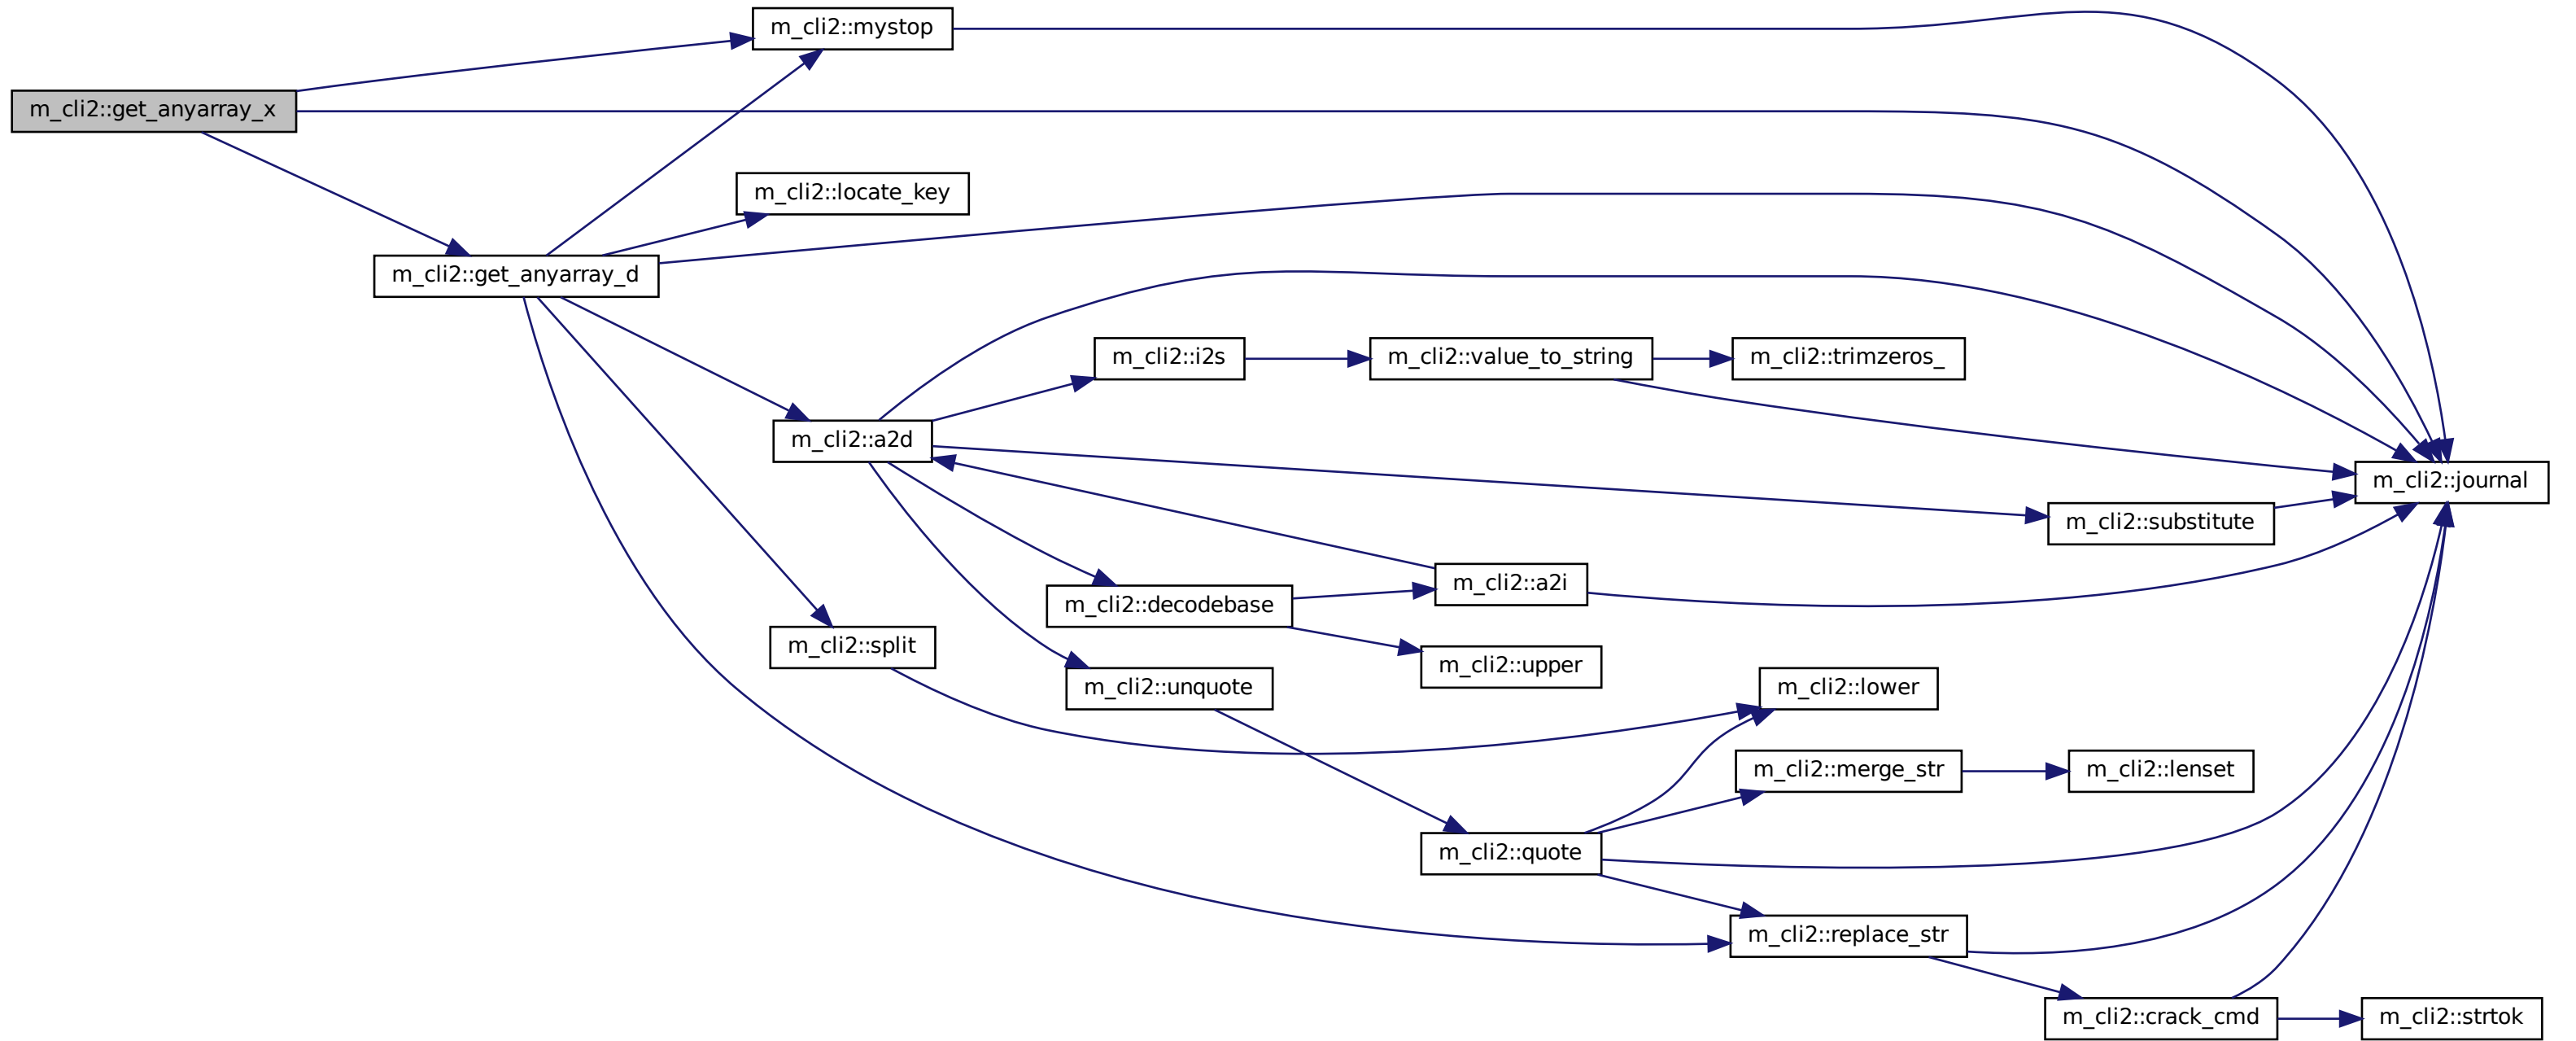 m_cli2::mystop
m_cli2::get_anyarray_x
m_cli2::locate_key
m_cli2::get_anyarray_d
m_cli2::i2s
m_cli2::value_to_string
m_cli2::trimzeros_
m_cli2::a2d
m_cli2::journal
m_cli2::substitute
m_cli2::a2i
m_cli2::decodebase
m_cli2::split
m_cli2::upper
m_cli2::unquote
m_cli2::lower
m_cli2::merge_str
m_cli2::lenset
m_cli2::quote
m_cli2::replace_str
m_cli2::crack_cmd
m_cli2::strtok